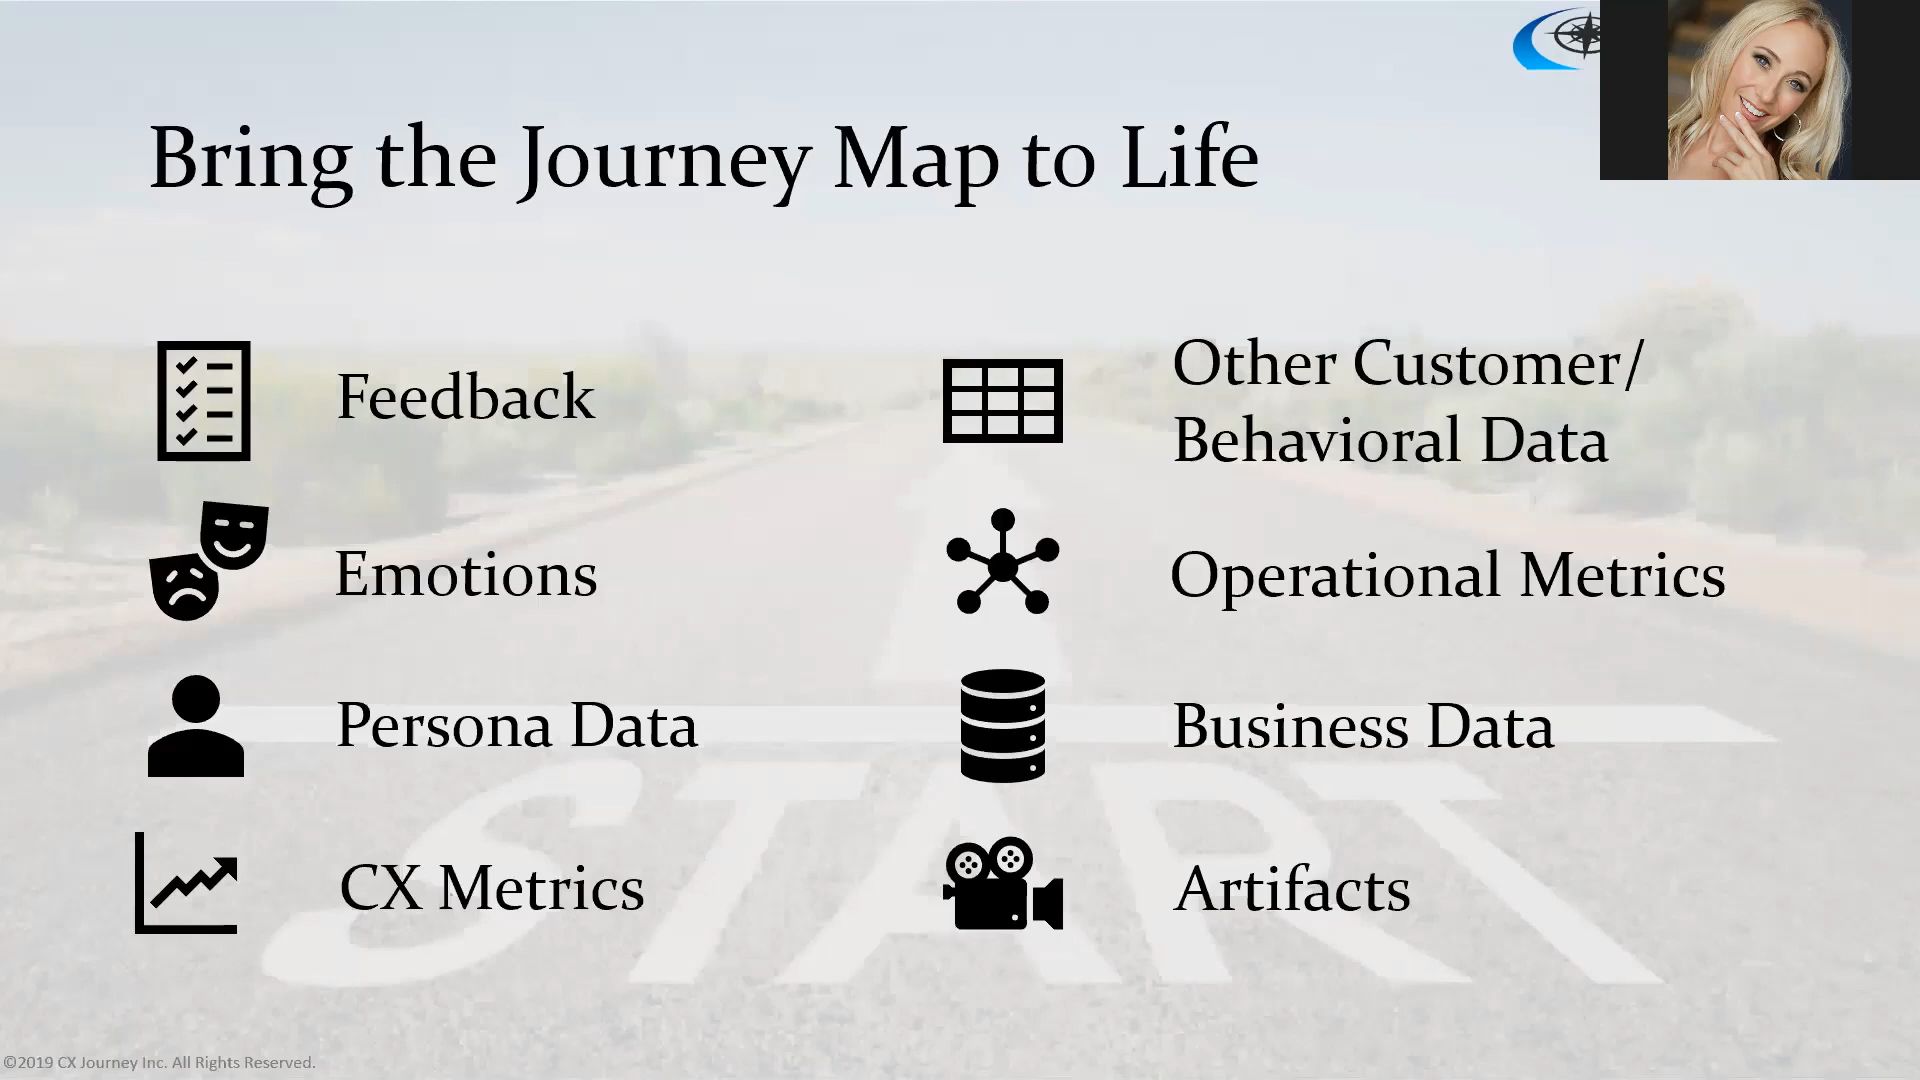 Bring the Journey Map to Life
Feedback
Other Customer/
Behavioral Data
Emotions
Operational Metrics
Persona Data
Business Data
CX Metrics
Artifacts
START
©2019 CX Journey Inc. All Rights Reserved.